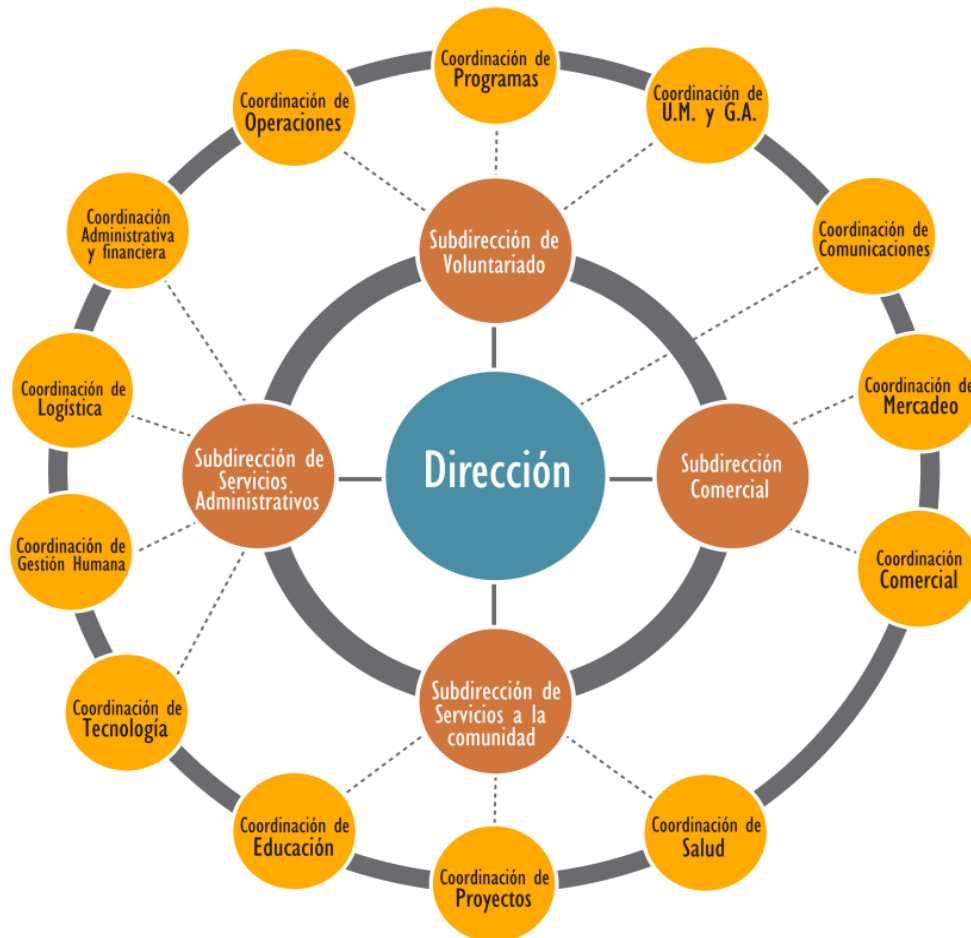 Coordinación de
Programas
Coordinación de
Operaciones
Coordinación de
U.M. y G.A.
Coordinación
Administrativa
y financiera
Subdirección de
Voluntariado
Coordinación de
Comunicaciones
Coordinación de
Logística
Coordinación de
Mercadeo
Subdirección de
Servicios
Administrativos
Dirección
Subdirección
Comercial
Coordinación de
Gestión Humana
Coordinación
Comercial
Coordinación de
Tecnología
Subdirección de
Servicios a la
comunidad
Coordinación de
Educación
Coordinación de
Proyectos
Coordinación de
Salud